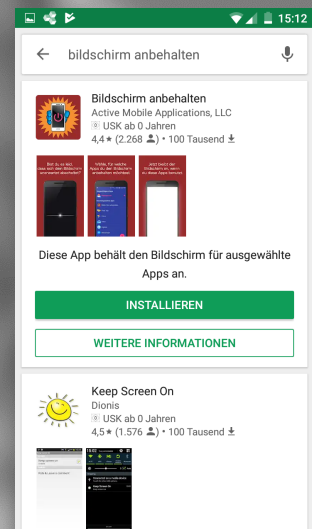 15:12
bildschirm anbehalten
Bildschirm anbehalten
Active Mobile Applications, LLC
USK ab 0 Jahren
4,4★ (2.268) • 100 Tausend
Diese App behält den Bildschirm für ausgewählte
Apps an.
INSTALLIEREN
WEITERE INFORMATIONEN
Keep Screen On
Dionis
USK ab 0 Jahren
4,5★ (1.576) • 100 Tausend